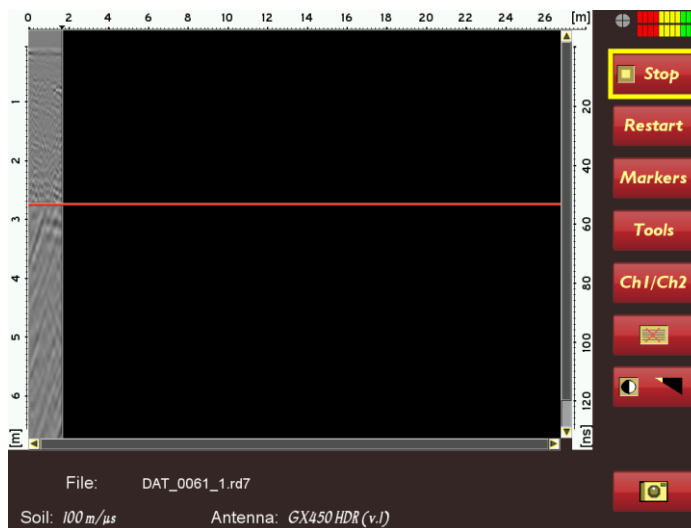 0 2 4 6 8 10 12 14 16 18 20 22 24 26 [m]
Stop
1
20
Restart
2
40
Markers
3
60
Tools
4
80
Ch1/Ch2
5
100
6
120
[m]
[ns]
File: DAT_0061_1.rd7
Soil: 100 m/µs Antenna: GX450 HDR (v.1)